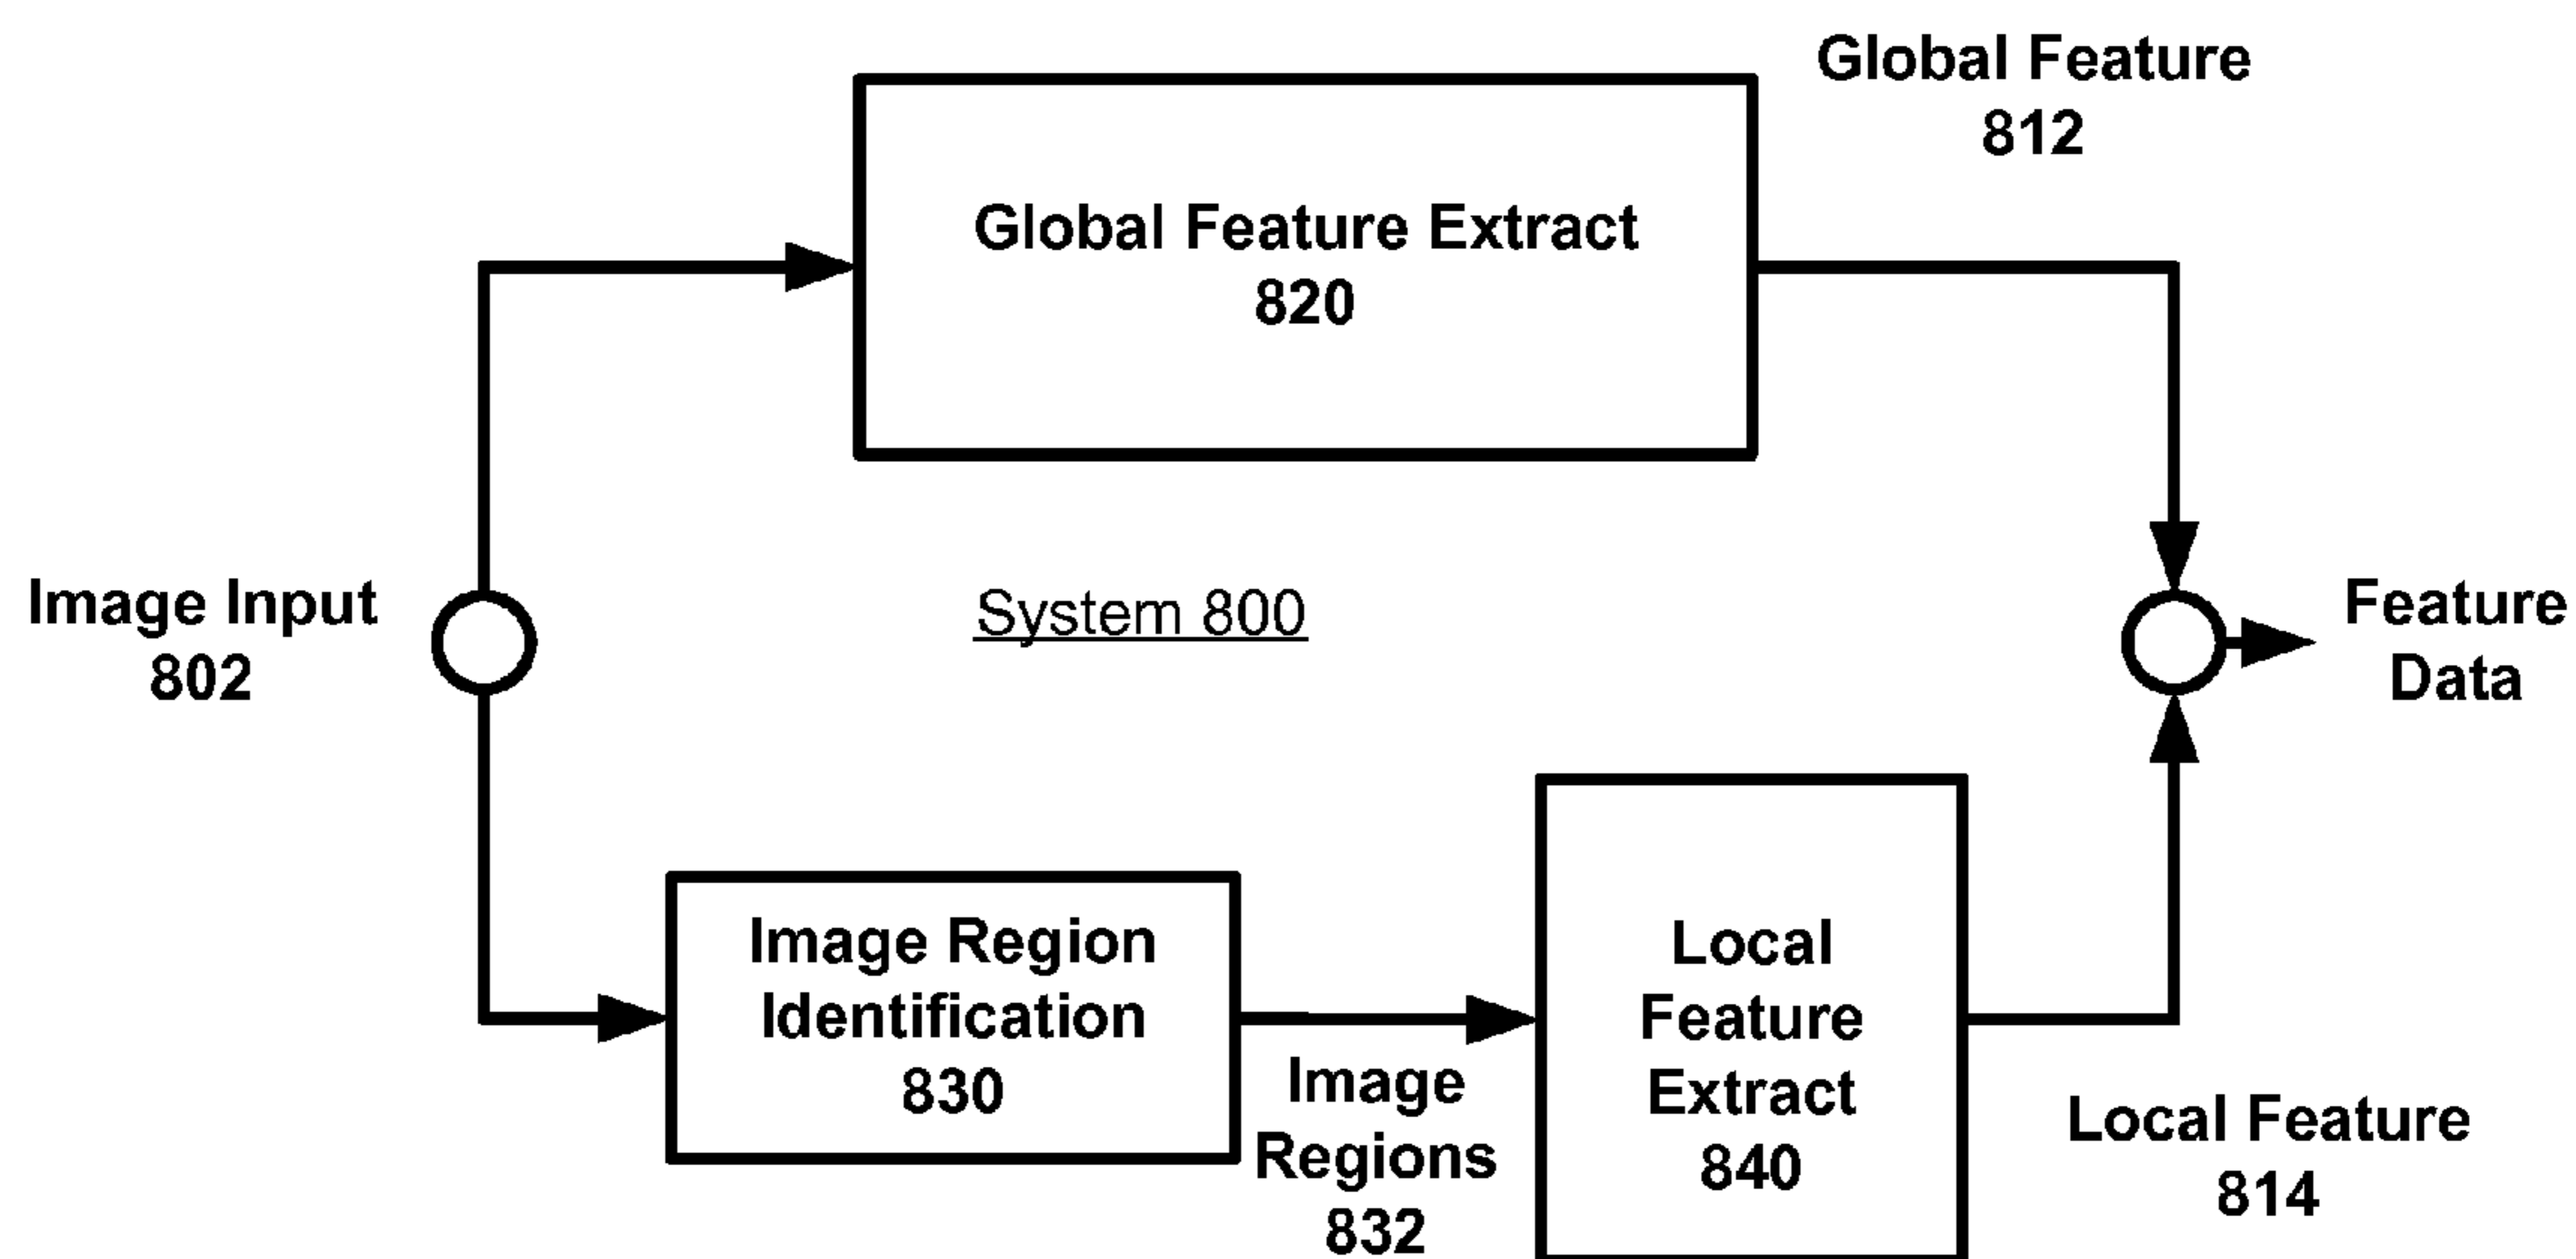 Global Feature
812
Global Feature Extract
820
Image Input
802
System 800
Feature
Data
Image Region
Identification
830
Image
Regions
832
Local
Feature
Extract
840
Local Feature
814